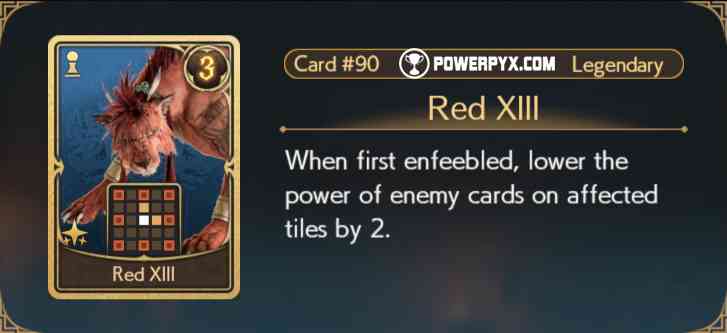 3
Card #90 POWERPYX.COM Legendary
Red XIII
When first enfeebled, lower the
power of enemy cards on affected
tiles by 2.
Red XIII